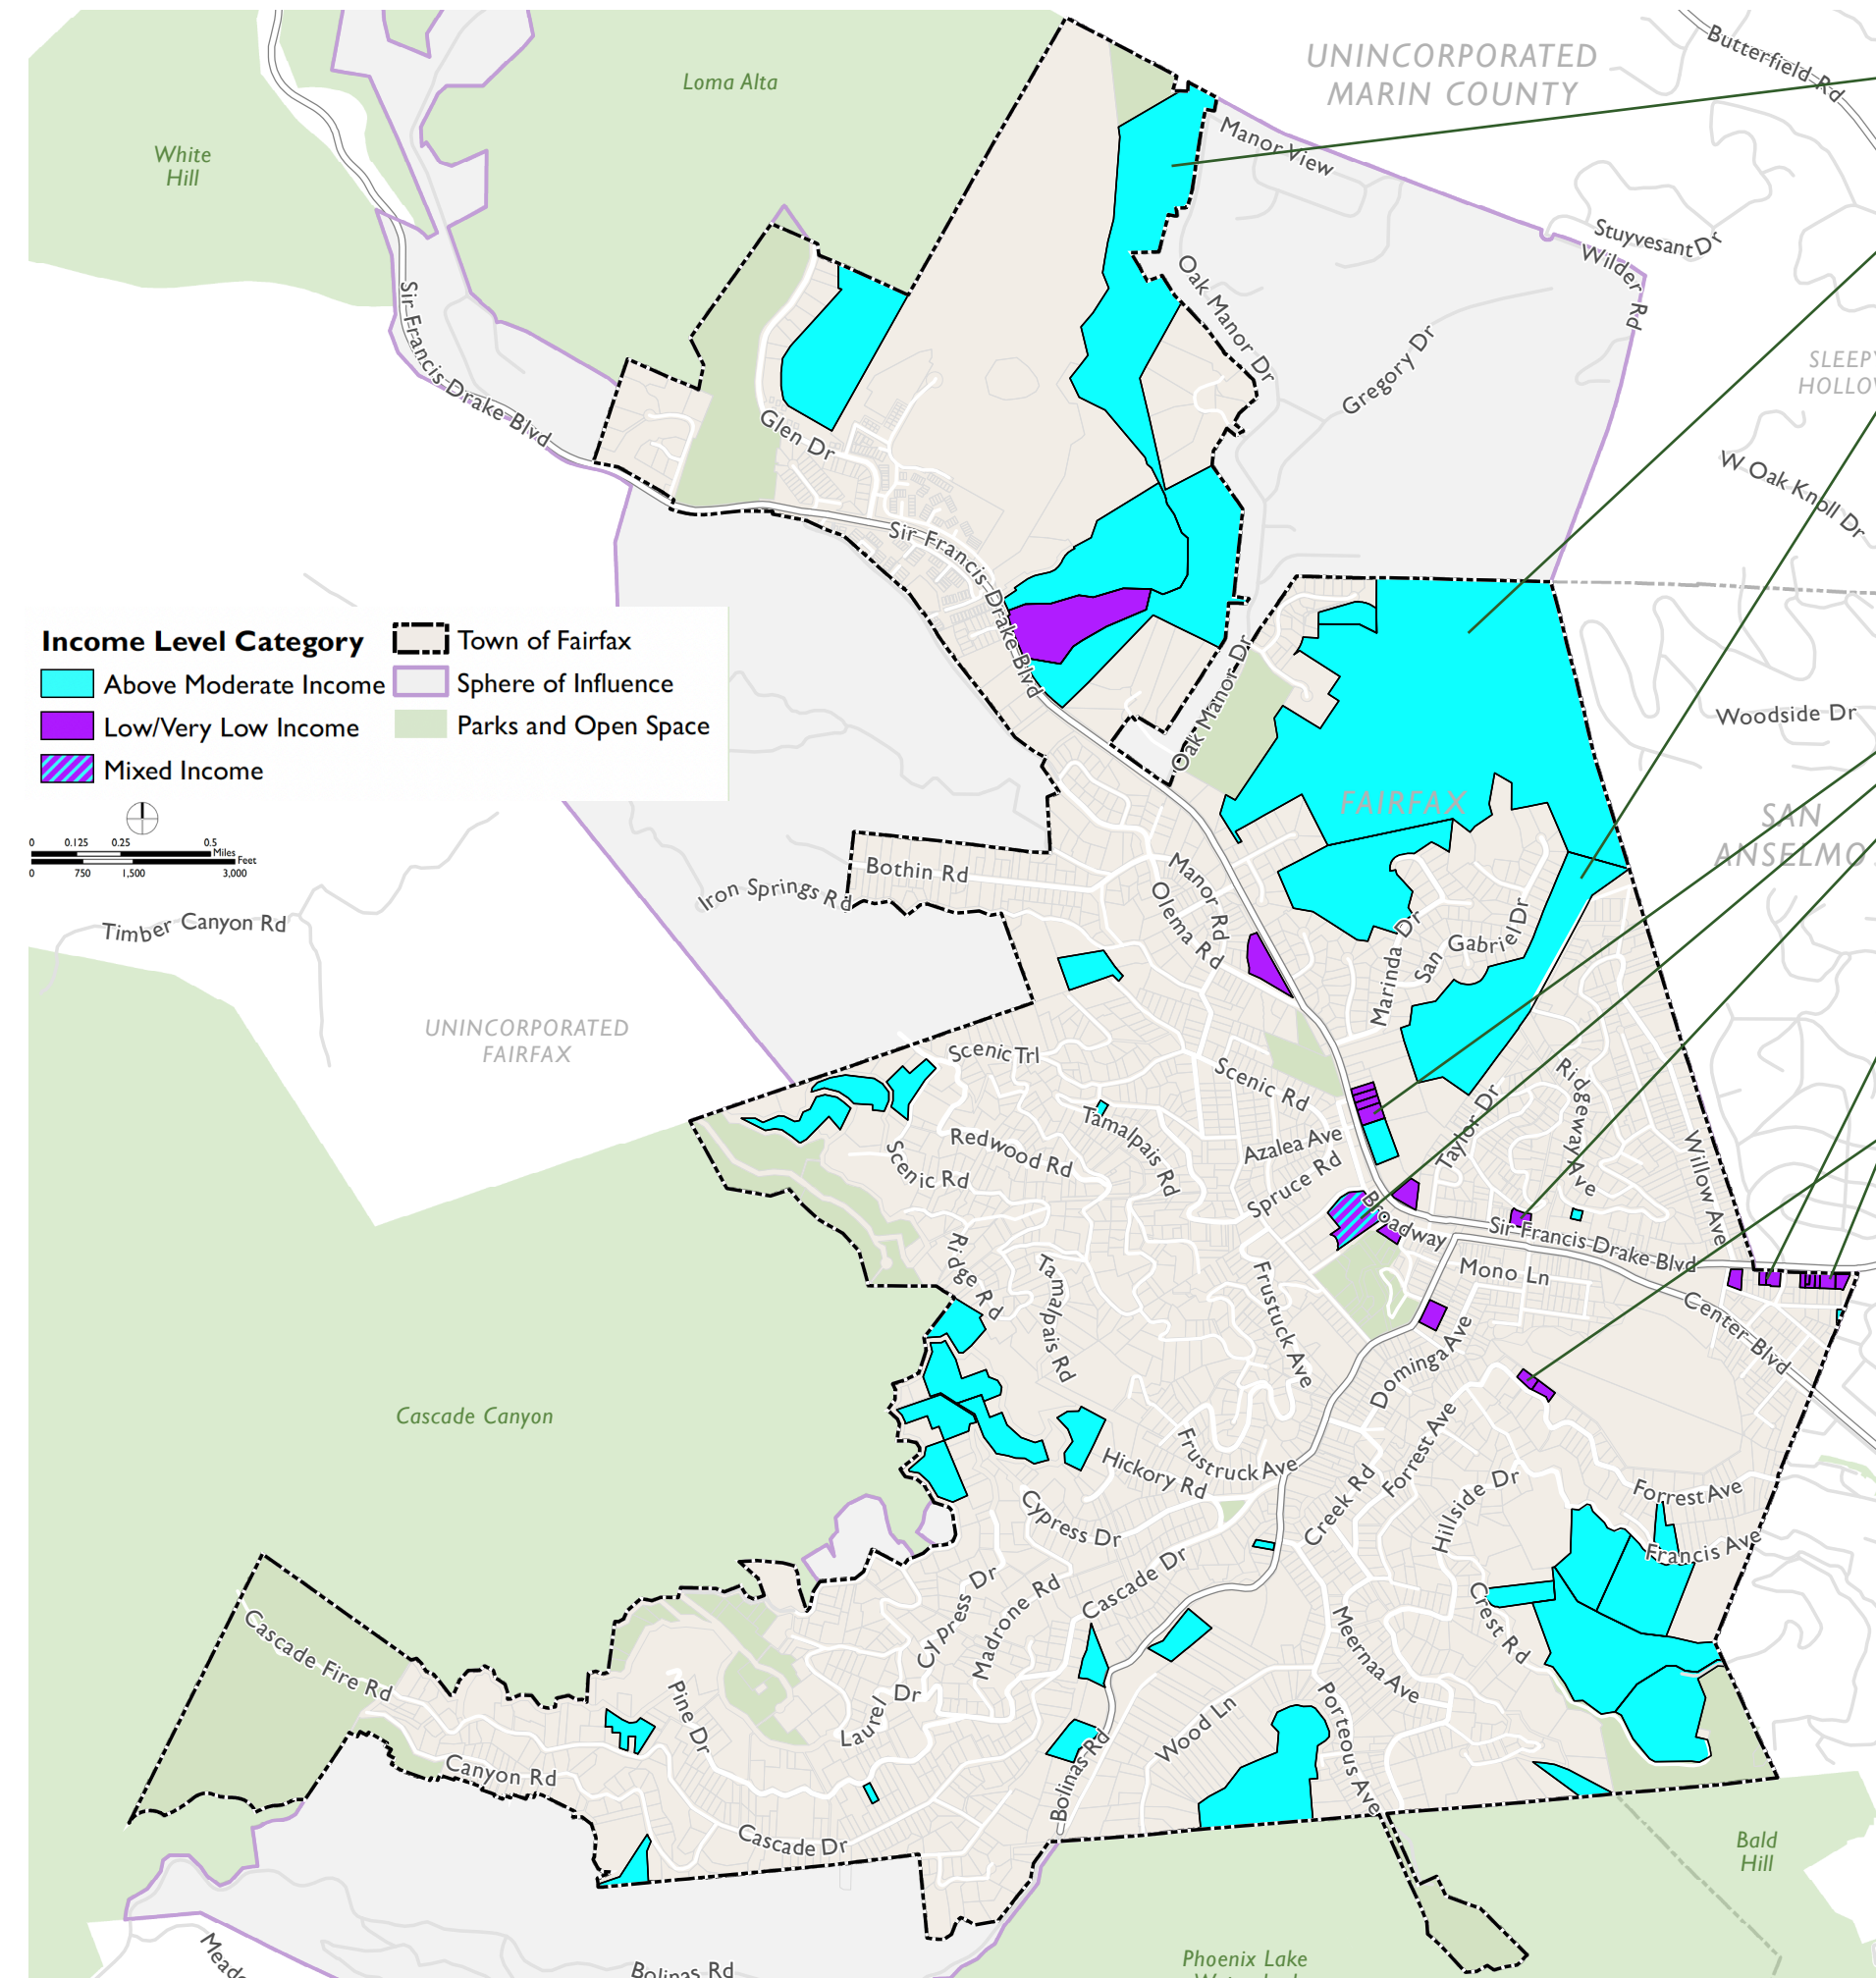 UNINCORPORATED
MARIN COUNTY
Butterfield Rd
Loma Alta
White
Hill
Manor View
Stuyvesant Dr
Wilder Rd
Oak Manor Dr
Sir Francis Drake Blvd
Gregory Dr
Glen Dr
W Oak Knoll Dr
Sir Francis Drake Blvd
Income Level Category
Above Moderate Income
Low/Very Low Income
Mixed Income
Town of Fairfax
Sphere of Influence
Parks and Open Space
0 0.125 0.25 0.5
Miles
Feet
0 750 1,500 3,000
Oak Manor Dr
Woodside Dr
FAIRFAX
SAN
ANSELMO
Bothin Rd
Iron Springs Rd
Manor Rd
Olema Rd
Timber Canyon Rd
Marinda Dr
San Gabriel Dr
UNINCORPORATED
FAIRFAX
Scenic Trl
Scenic Rd
Ridgeway Ave
Taylor Dr
Tamalpais Rd
Redwood Rd
Azalea Ave
Scenic Rd
Spruce Rd
Willow Ave
Broadway
Sir Francis Drake Blvd
Ridge Rd
Tamalpais Rd
Frustuck Ave
Mono Ln
Center Blvd
Dominga Ave
Cascade Canyon
Forrest Ave
Frustruck Ave
Hickory Rd
Creek Rd
Hillside Dr
Forrest Ave
Francis Ave
Cypress Dr
Cascade Dr
Cypress Dr
Madrone Rd
Crest Rd
Meernaa Ave
Cascade Fire Rd
Pine Dr
Laurel Dr
Wood Ln
Porteous Ave
Canyon Rd
Bolinas Rd
Cascade Dr
Bald
Hill
Bolinas Rd
Phoenix Lake